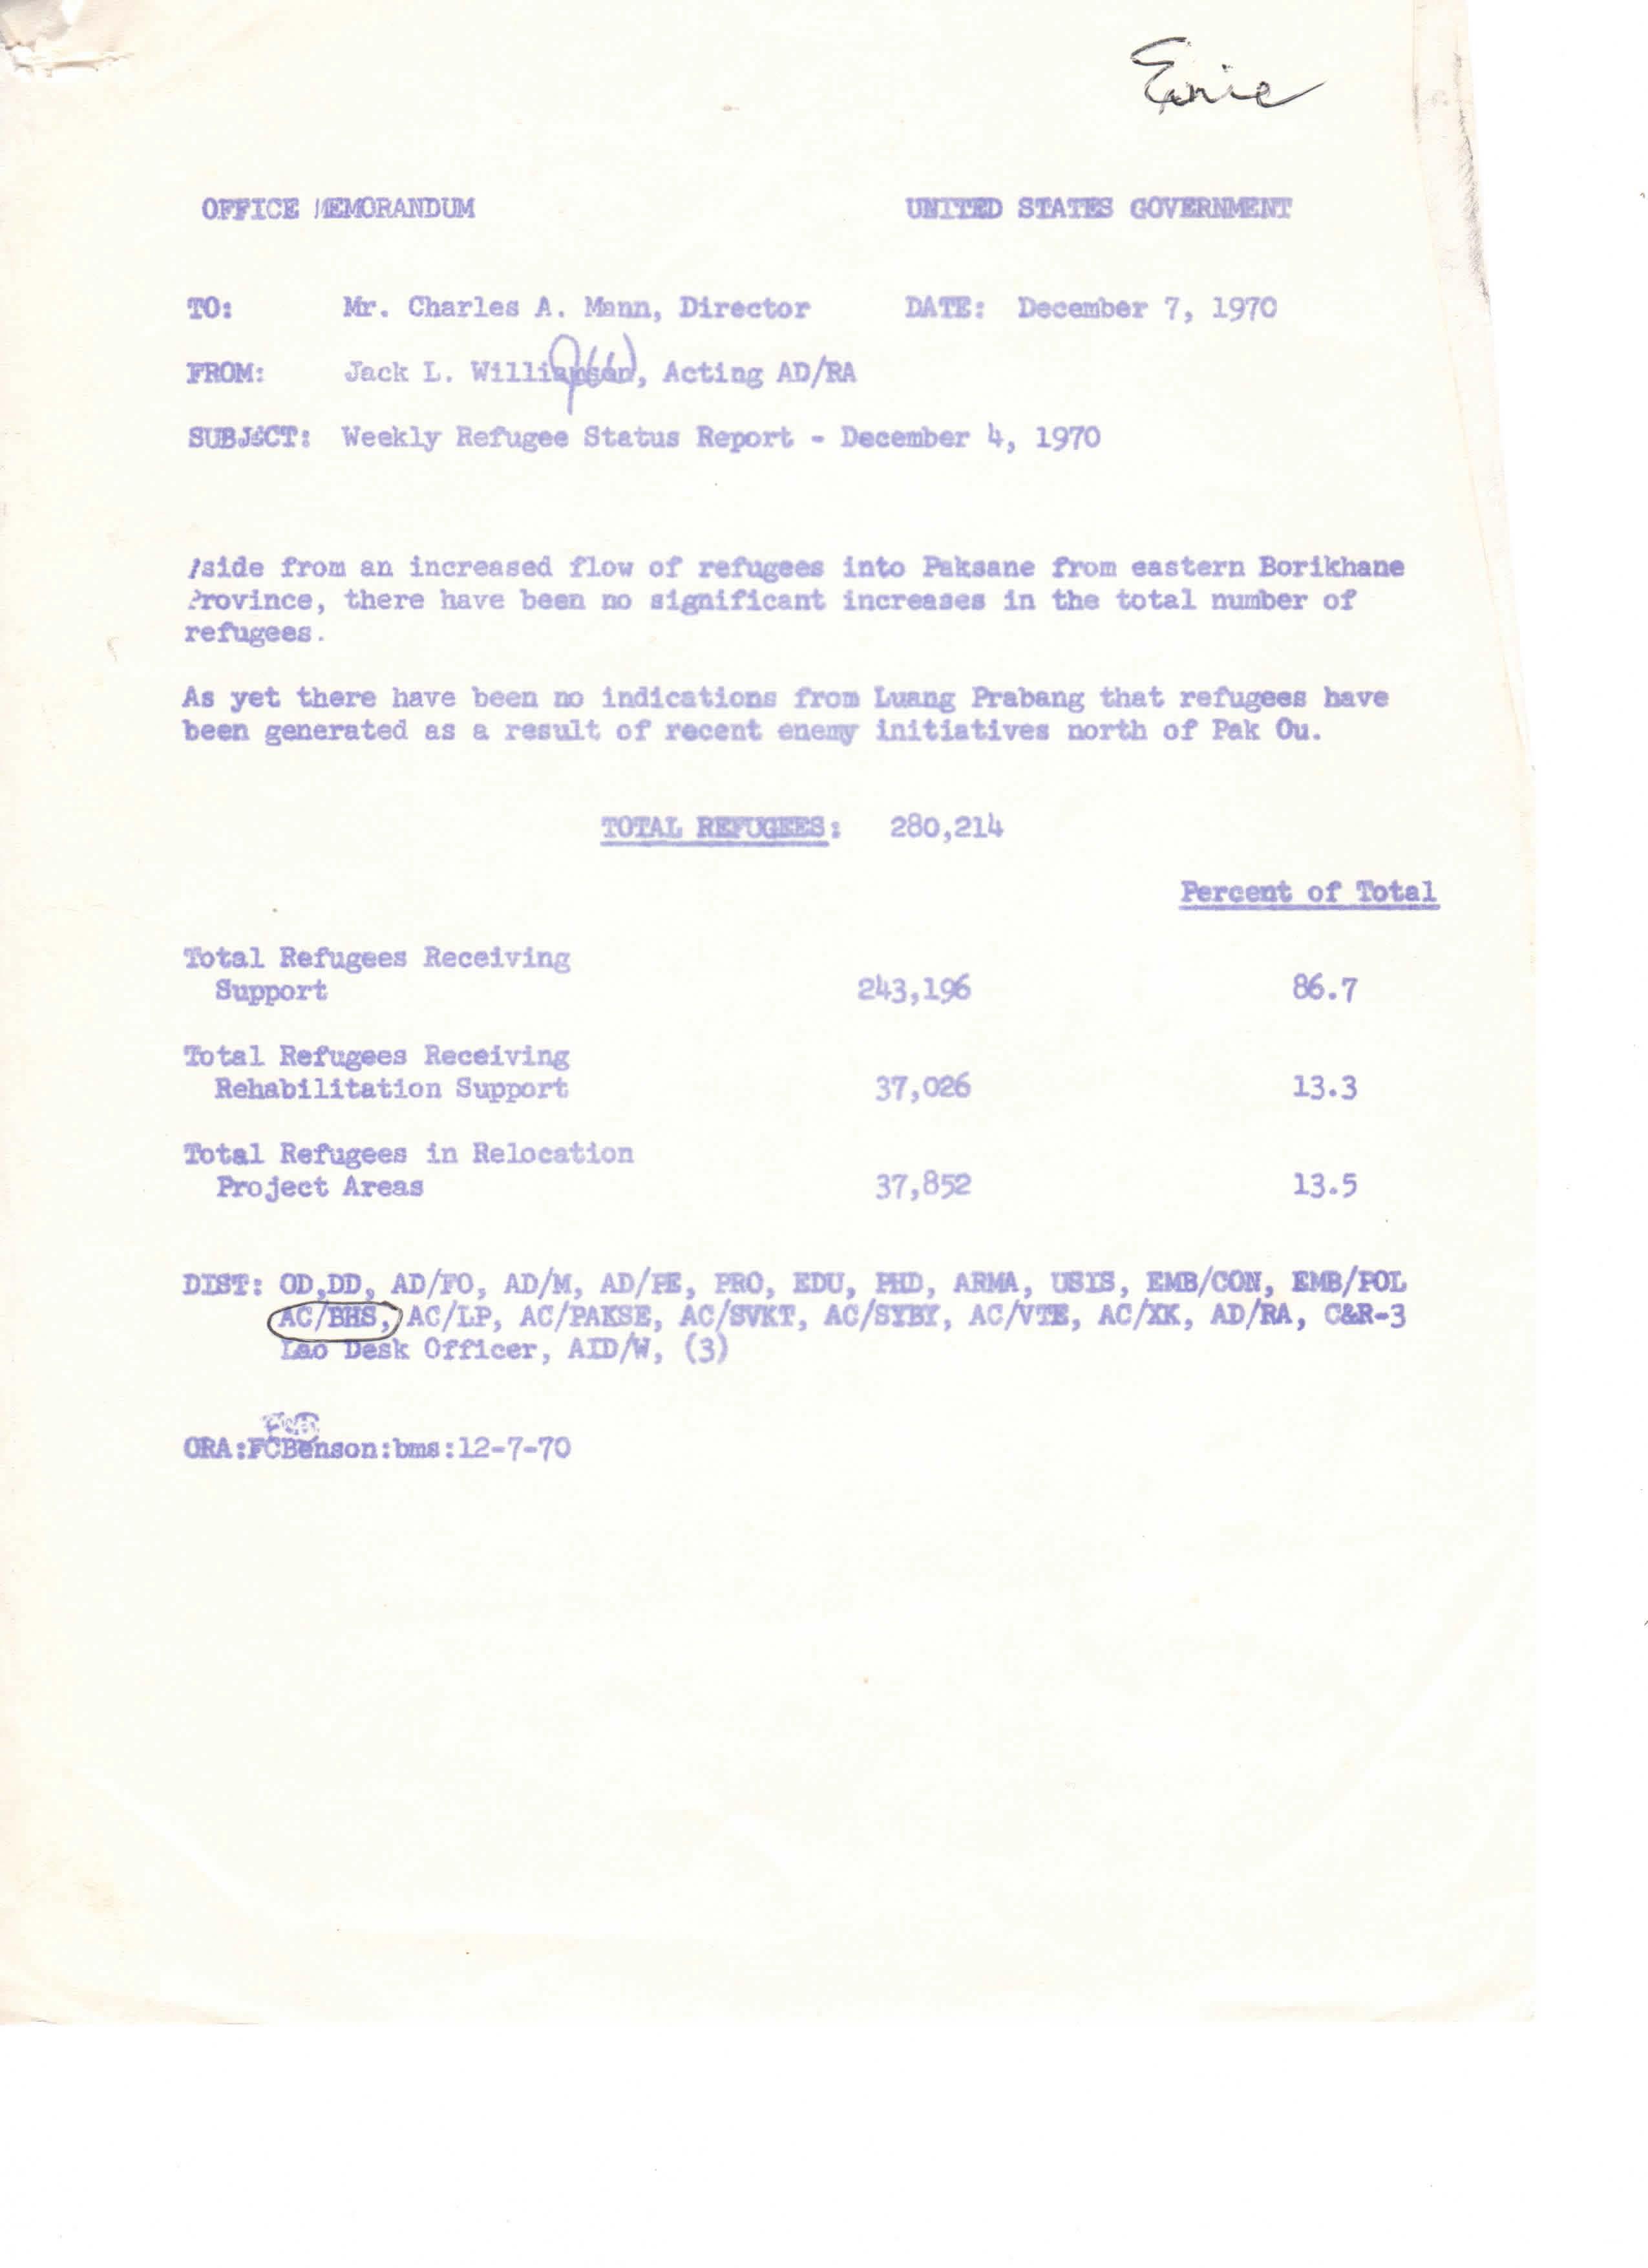 Ernie
OFFICE MEMORANDUM UNITED STATES GOVERNMENT
TO: Mr. Charles A. Mann, Director DATE: December 7, 1970
FROM: Jack L. Williamson, Acting AD/RA
SUBJECT: Weekly Refugee Status Report - December 4, 1970
Aside from an increased flow of refugees into Paksane from eastern Borikhane
Province, there have been no significant increases in the total number of
refugees.
As yet there have been no indications from Luang Prabang that refugees have
been generated as a result of recent enemy initiatives north of Pak Ou.
TOTAL REFUGEES: 280,214
Percent of Total
Total Refugees Receiving
Support 243,196 86.7
Total Refugees Receiving
Rehabilitation Support 37,026 13.3
Total Refugees in Relocation
Project Areas 37,852 13.5
DIST: OD,DD, AD/FO, AD/M, AD/PE, PRO, EDU, PHD, ARMA, USIS, EMB/CON, EMB/POL
AC/BHS, AC/LP, AC/PAKSE, AC/SVKT, AC/SYBY, AC/VTE, AC/XK, AD/RA, C&R-3
Lao Desk Officer, AID/W, (3)
ORA:FCBenson:bms:12-7-70